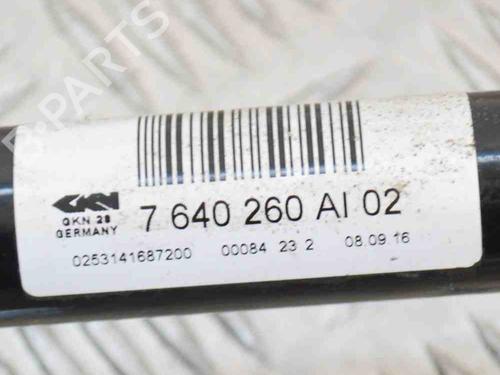 B-PARTS
GKN
GKN 28
GERMANY
7 640 260 AI 02
0253141687200 00084 23 2 08.09.16